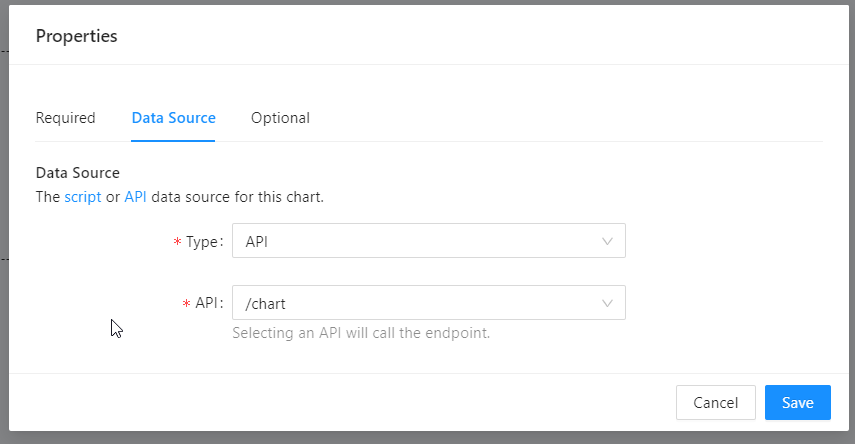 Properties
Required Data Source Optional
Data Source
The script or API data source for this chart.
* Type: API
* API: /chart
Selecting an API will call the endpoint.
Cancel Save